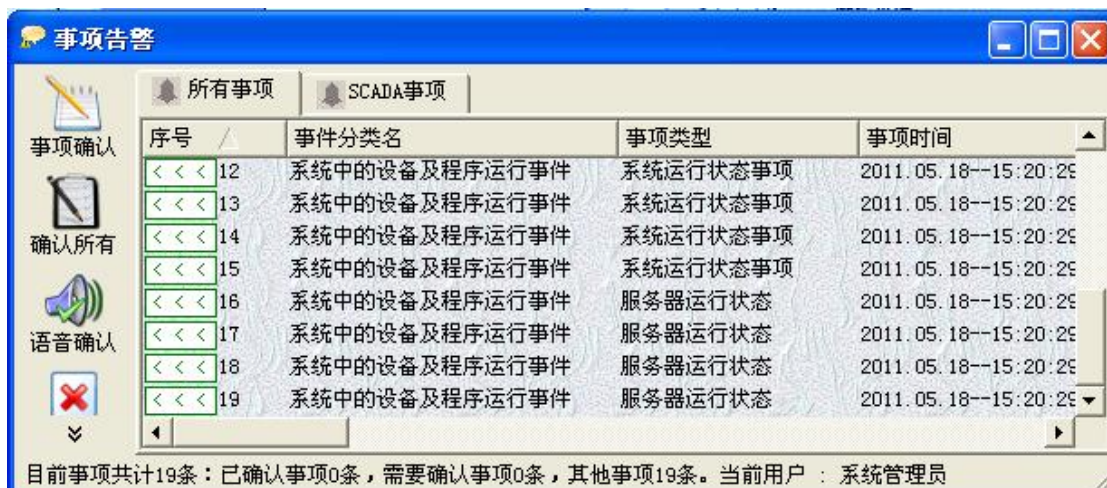 事项告警
所有事项 SCADA事项
事项确认
确认所有
语音确认
序号 事件分类名 事项类型 事项时间
< < < 12 系统中的设备及程序运行事件 系统运行状态事项 2011.05.18--15:20:29
< < < 13 系统中的设备及程序运行事件 系统运行状态事项 2011.05.18--15:20:29
< < < 14 系统中的设备及程序运行事件 系统运行状态事项 2011.05.18--15:20:29
< < < 15 系统中的设备及程序运行事件 系统运行状态事项 2011.05.18--15:20:29
< < < 16 系统中的设备及程序运行事件 服务器运行状态 2011.05.18--15:20:29
< < < 17 系统中的设备及程序运行事件 服务器运行状态 2011.05.18--15:20:29
< < < 18 系统中的设备及程序运行事件 服务器运行状态 2011.05.18--15:20:29
< < < 19 系统中的设备及程序运行事件 服务器运行状态 2011.05.18--15:20:29
目前事项共计19条：已确认事项0条，需要确认事项0条，其他事项19条。当前用户 : 系统管理员